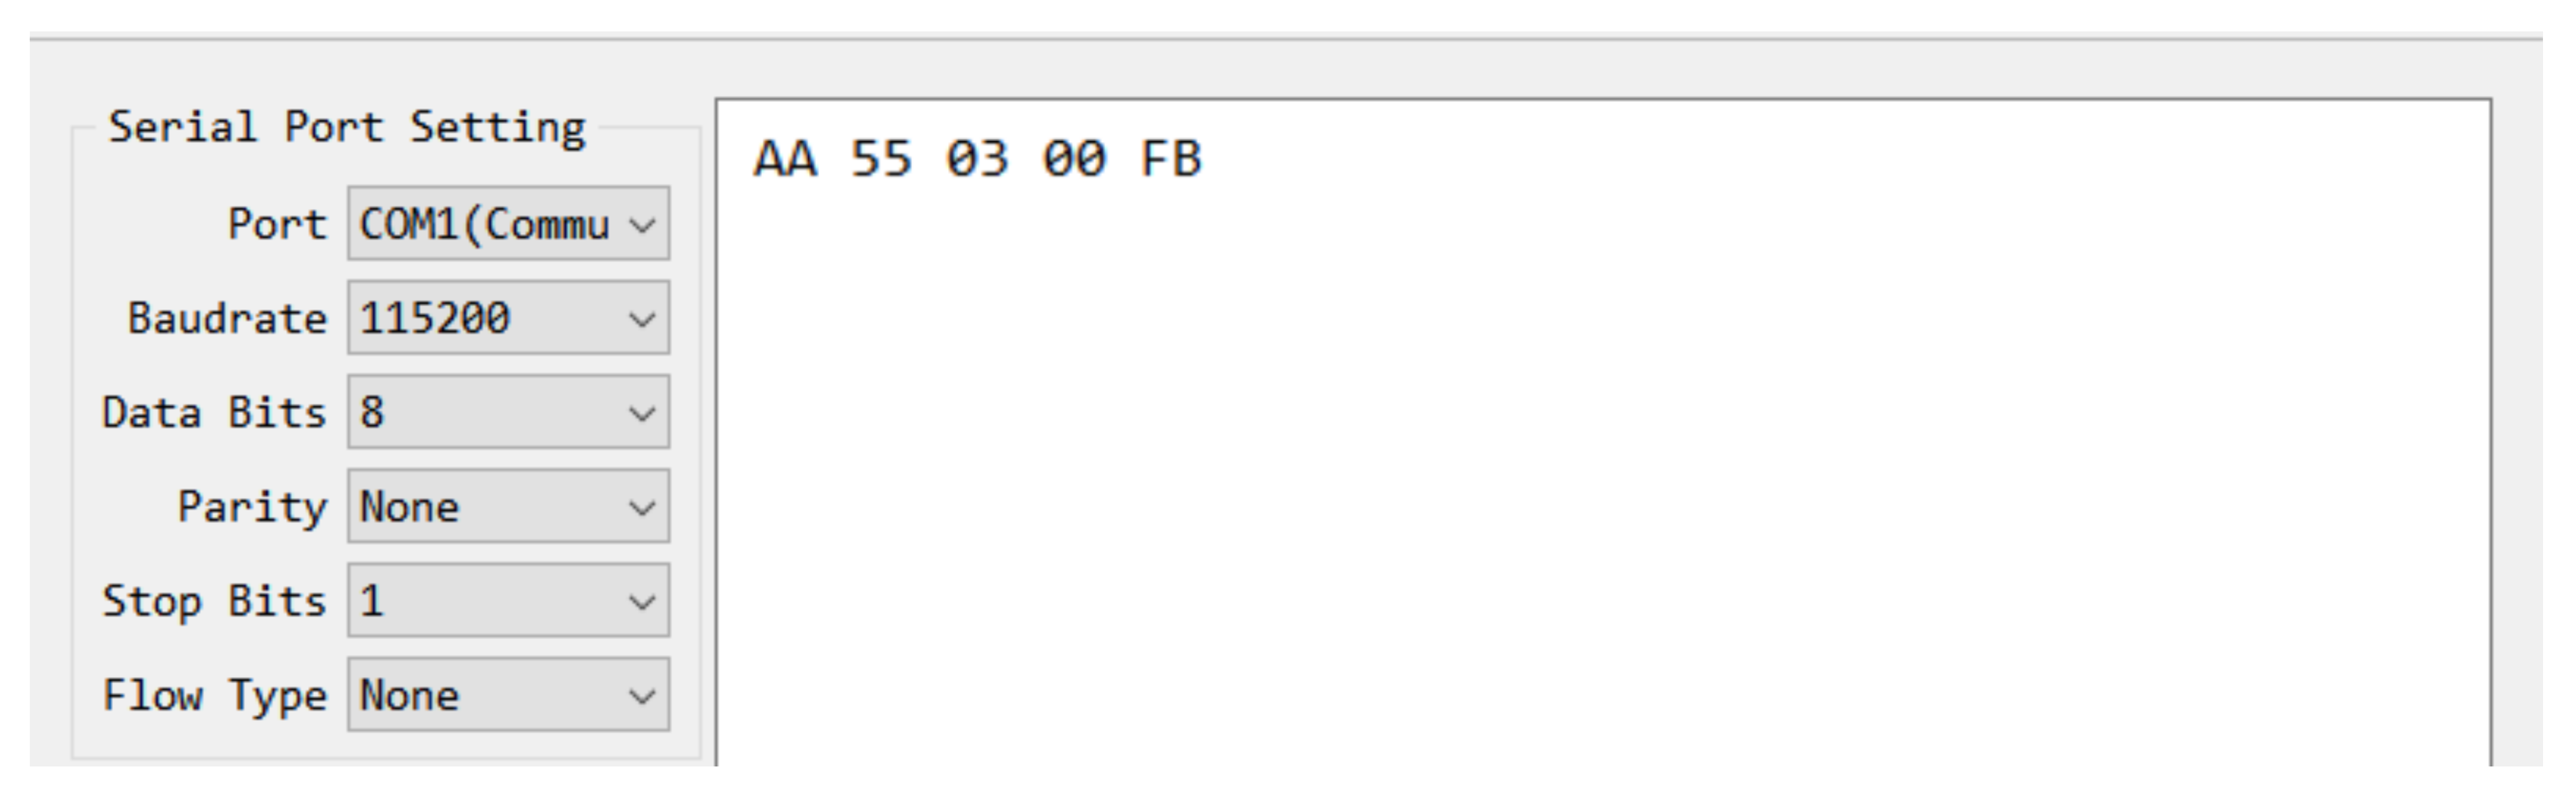 Serial Port Setting
Port COM1(Commu
Baudrate 115200
Data Bits 8
Parity None
Stop Bits 1
Flow Type None
AA 55 03 00 FB